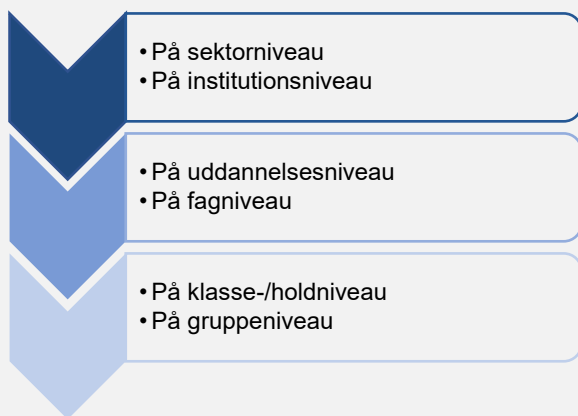 • På sektorniveau
• På institutionsniveau
• På uddannelsesniveau
• På fagniveau
• På klasse-/holdniveau
• På gruppeniveau